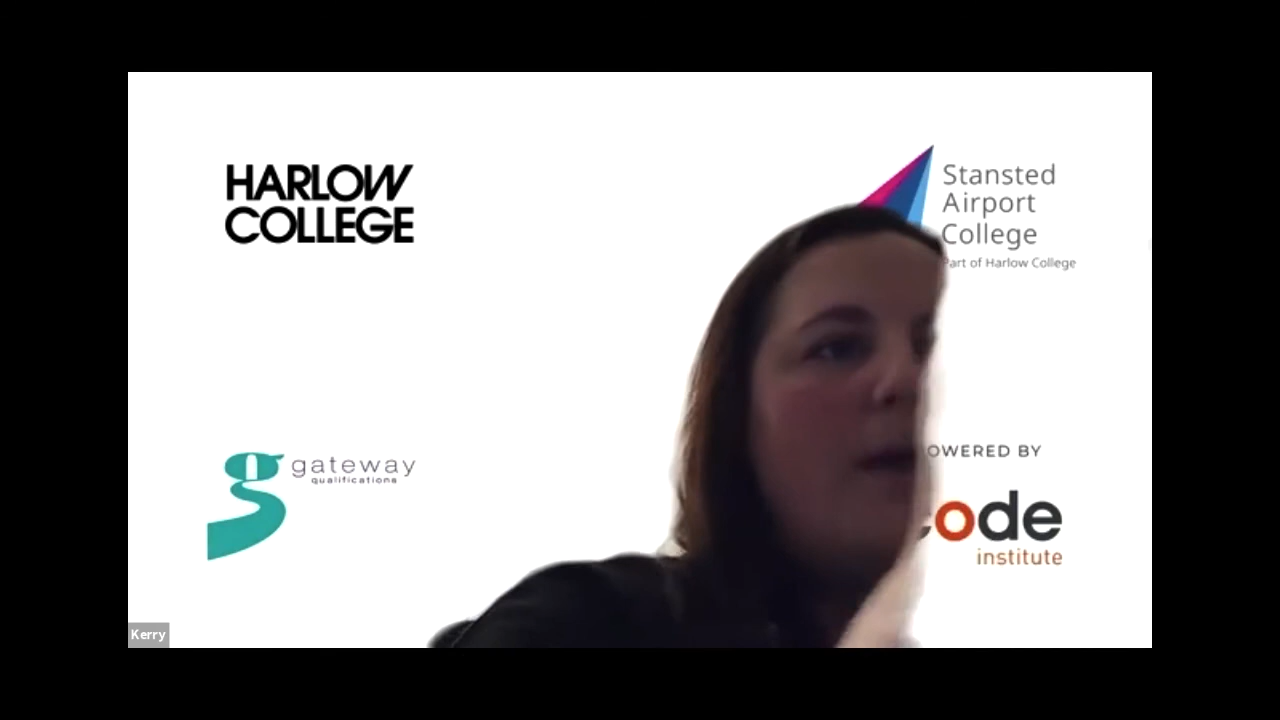 HARLOW
COLLEGE
Stansted
Airport
College
Part of Harlow College
gateway
qualifications
OWERED BY
ode
institute
Kerry